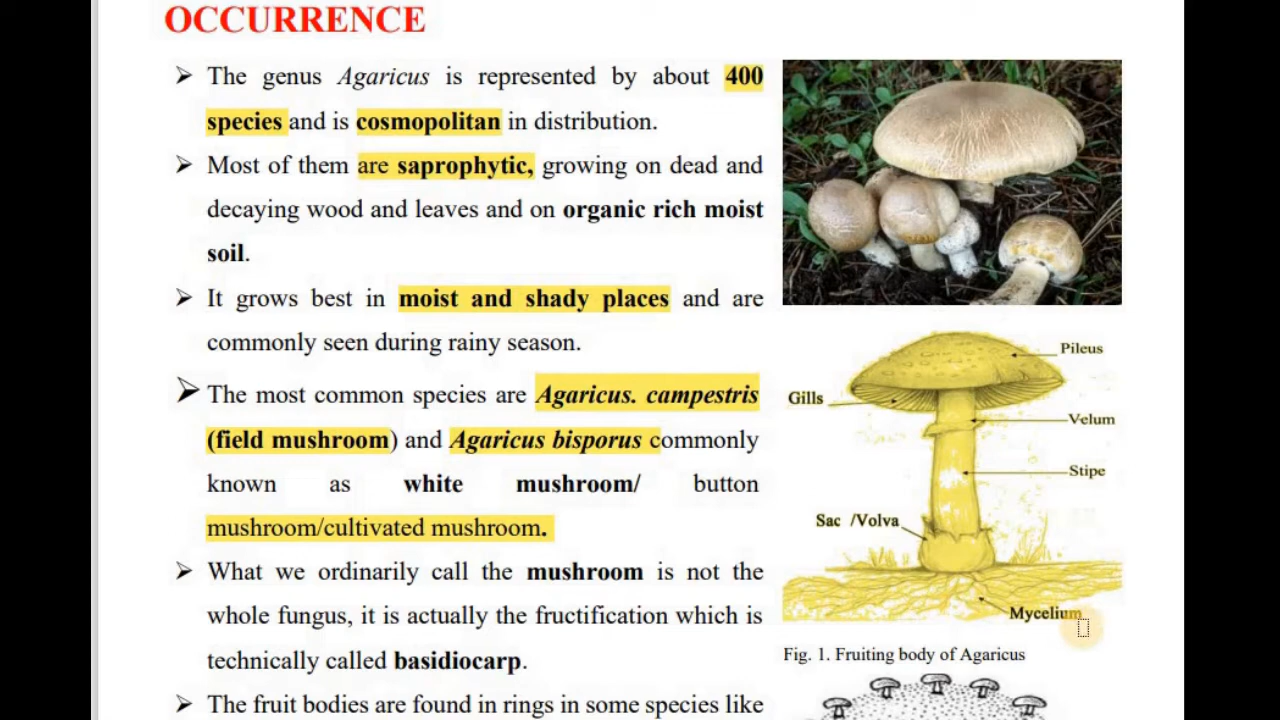 OCCURRENCE
➢ The genus Agaricus is represented by about 400
species and is cosmopolitan in distribution.
➢ Most of them are saprophytic, growing on dead and
decaying wood and leaves and on organic rich moist
soil.
➢ It grows best in moist and shady places and are
commonly seen during rainy season.
➢ The most common species are Agaricus. campestris
(field mushroom) and Agaricus bisporus commonly
known as white mushroom/ button
mushroom/cultivated mushroom.
➢ What we ordinarily call the mushroom is not the
whole fungus, it is actually the fructification which is
technically called basidiocarp.
➢ The fruit bodies are found in rings in some species like
Pileus
Gills
Velum
Stipe
Sac /Volva
Mycelium
Fig. 1. Fruiting body of Agaricus